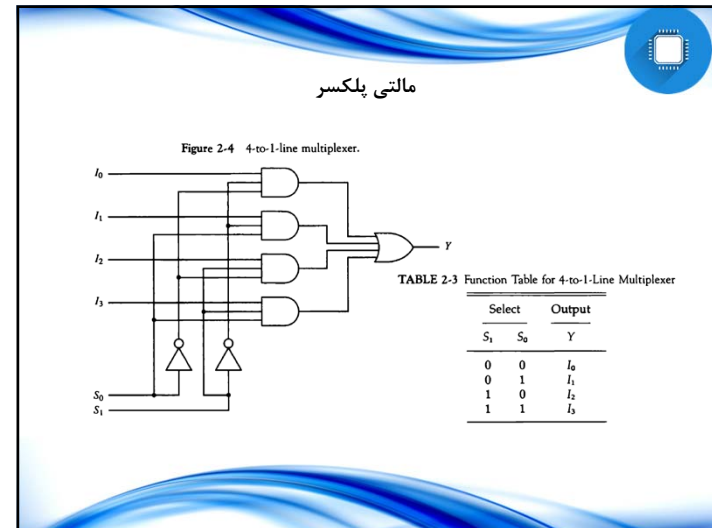 مالتی پلکسر
Figure 2-4 4-to-1-line multiplexer.
I₀
I₁
I₂
I₃
S₀
S₁
Y
TABLE 2-3 Function Table for 4-to-1-Line Multiplexer
Select Output
S₁ S₀ Y
0 0 I₀
0 1 I₁
1 0 I₂
1 1 I₃